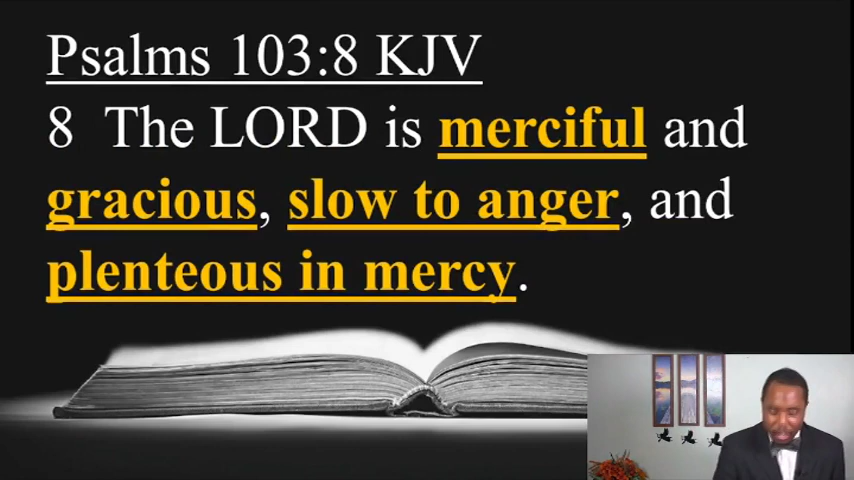 Psalms 103:8 KJV
8 The LORD is merciful and
gracious, slow to anger, and
plenteous in mercy.